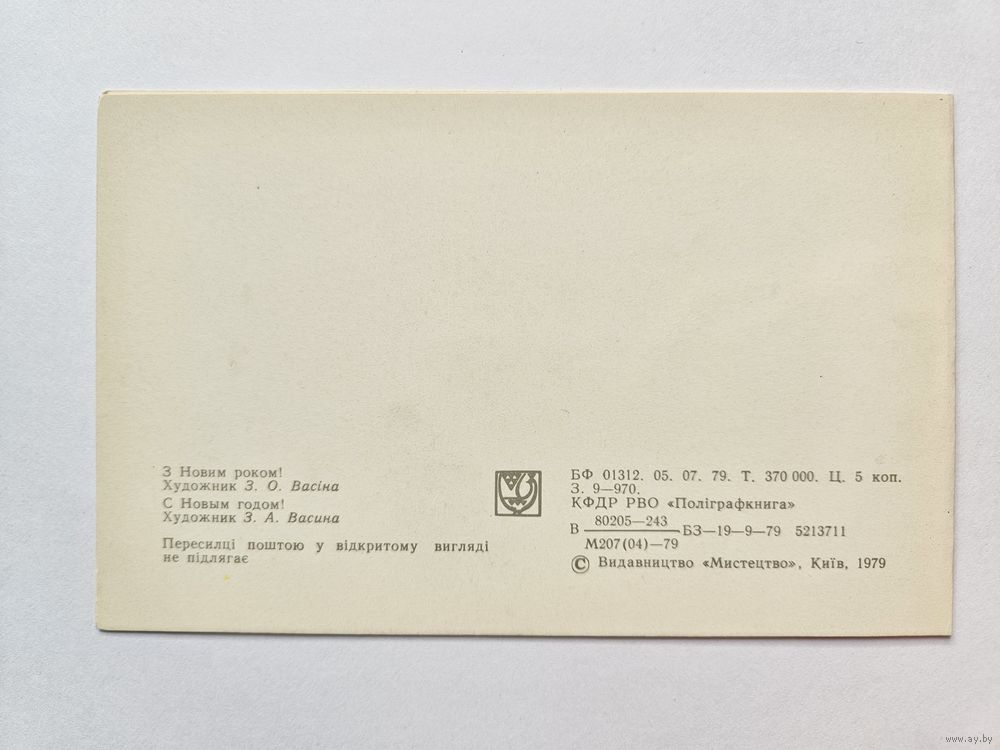 З Новим роком!
Художник З. О. Васіна
С Новым годом!
Художник З. А. Васина
Пересилці поштою у відкритому вигляді
не підлягає
БФ 01312. 05. 07. 79. Т. 370 000. Ц. 5 коп.
З. 9—970.
КФДР РВО «Поліграфкнига»
В 80205—243 БЗ—19—9—79 5213711
М207(04)—79
© Видавництво «Мистецтво», Київ, 1979
www.ay.by